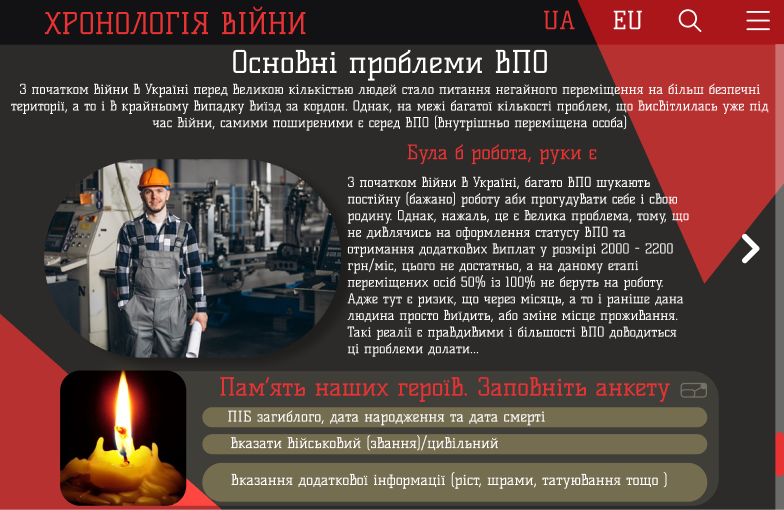 ХРОНОЛОГІЯ ВІЙНИ
UA EU
Основні проблеми ВПО
З початком війни в Україні перед великою кількістю людей стало питання негайного переміщення на більш безпечні
території, а то і в крайньому випадку виїзд за кордон. Однак, на межі багатої кількості проблем, що висвітлилась уже під
час війни, самими поширеними є серед ВПО (внутрішньо переміщена особа)
Була б робота, руки є
З початком війни в Україні, багато ВПО шукають
постійну (бажано) роботу аби прогудувати себе і свою
родину. Однак, нажаль, це є велика проблема, тому, що
не дивлячись на оформлення статусу ВПО та
отримання додаткових виплат у розмірі 2000 - 2200
грн/міс, цього не достатньо, а на даному етапі
переміщених осіб 50% із 100% не беруть на роботу.
Адже тут є ризик, що через місяць, а то і раніше дана
людина просто виїдить, або зміне місце проживання.
Такі реалії є правдивими і більшості ВПО доводиться
ці проблеми долати...
Пам'ять наших героїв. Заповніть анкету
ПІБ загиблого, дата народження та дата смерті
Вказати військовий (звання)/цивільний
Вказання додаткової інформації (ріст, шрами, татуювання тощо )